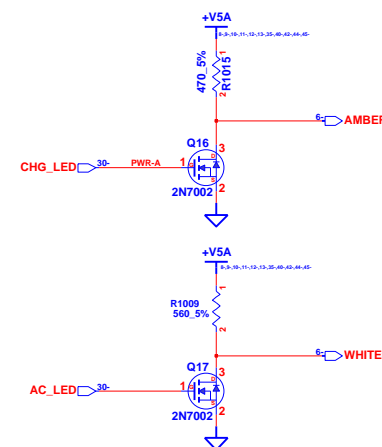 +V5A
8-,9-,10-,11-,12-,13-,35-,40-,42-,44-,45-
1
470_5%
R1015
2
6-
AMBER
Q16
3
D
CHG_LED
30-
PWR-A
1
G
S
2
2N7002
+V5A
8-,9-,10-,11-,12-,13-,35-,40-,42-,44-,45-
1
R1009
560_5%
2
6-
WHITE
Q17
3
D
AC_LED
30-
1
G
S
2
2N7002